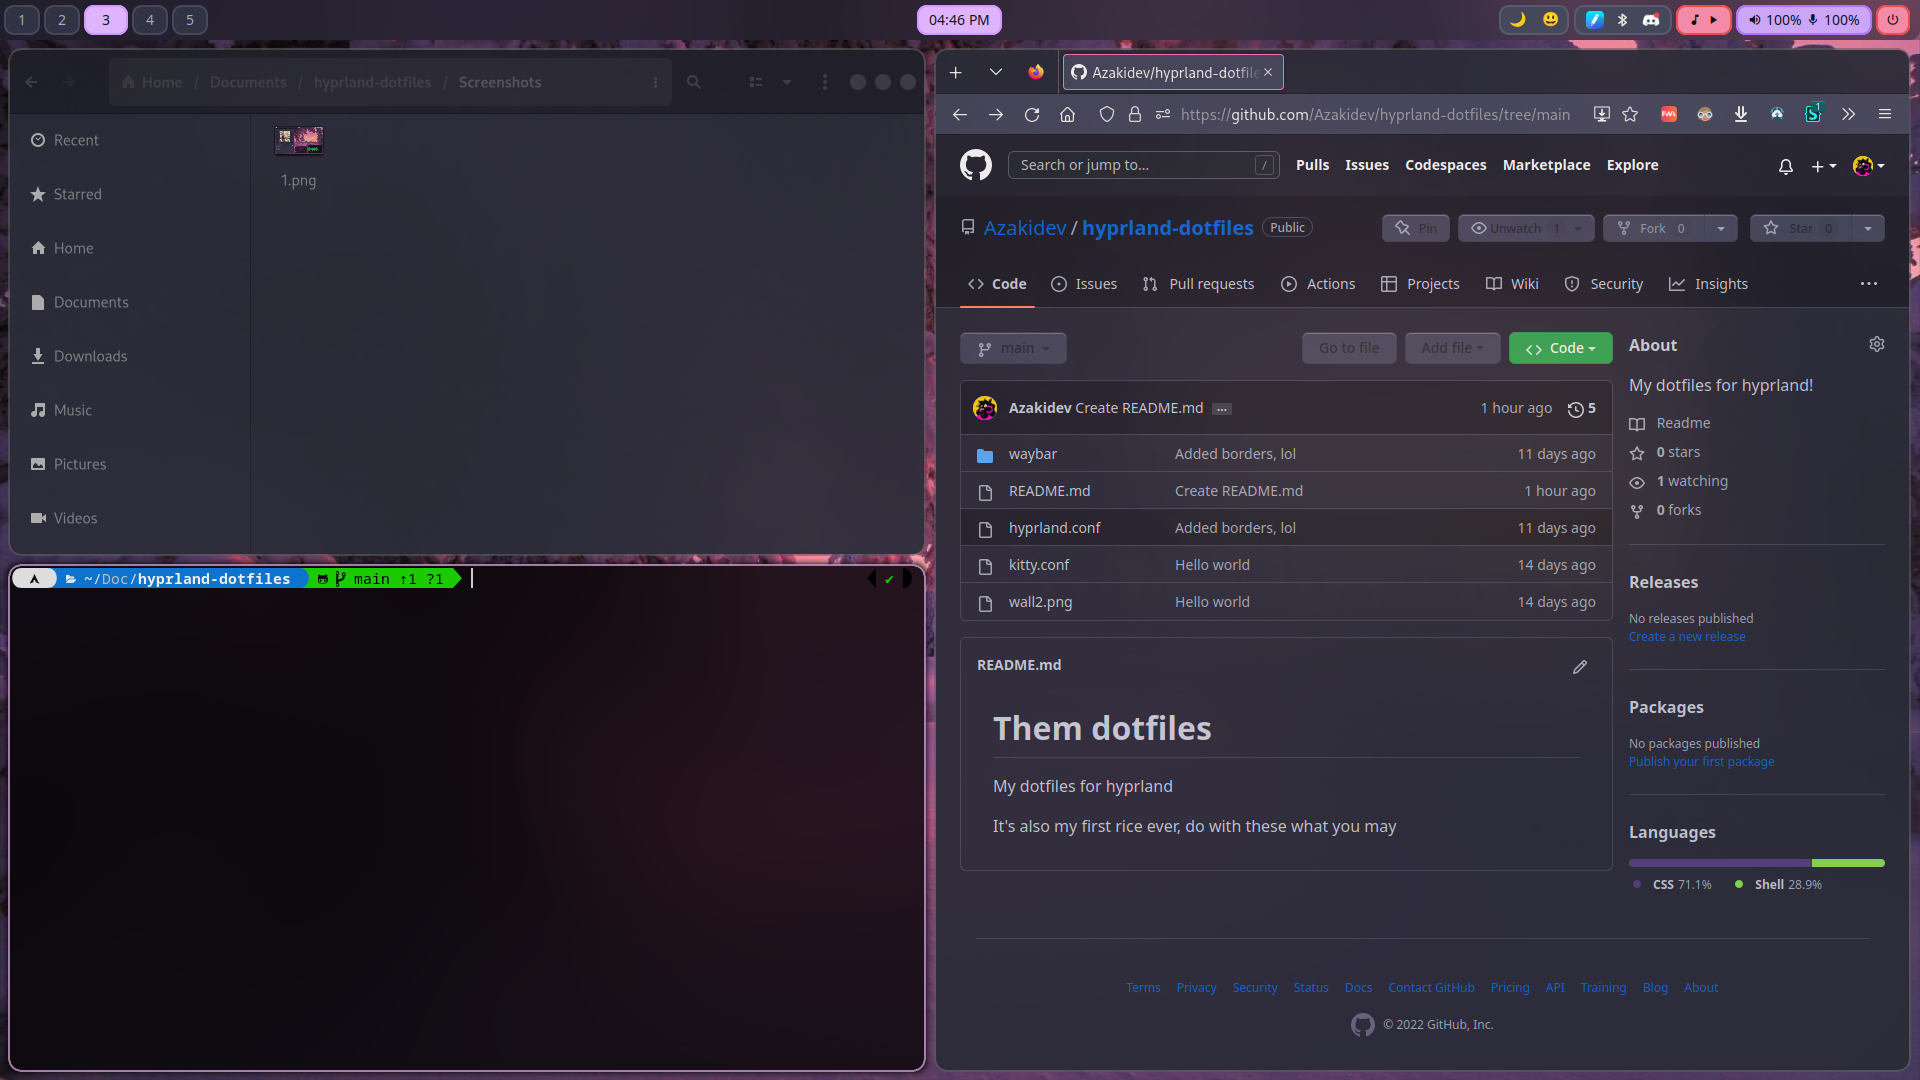 1 2 3 4 5
04:46 PM
100% 100%
Home / Documents / hyprland-dotfiles / Screenshots
Recent
Starred
Home
Documents
Downloads
Music
Pictures
Videos
1.png
~/Doc/hyprland-dotfiles main ↑1 ?1 ✔
Azakidev/hyprland-dotfile
https://github.com/Azakidev/hyprland-dotfiles/tree/main
1
Search or jump to... /
Pulls Issues Codespaces Marketplace Explore
Azakidev / hyprland-dotfiles Public
Pin Unwatch 1 Fork 0 Star 0
Code Issues Pull requests Actions Projects Wiki Security Insights
main Go to file Add file Code
Azakidev Create README.md ... 1 hour ago 5
waybar Added borders, lol 11 days ago
README.md Create README.md 1 hour ago
hyprland.conf Added borders, lol 11 days ago
kitty.conf Hello world 14 days ago
wall2.png Hello world 14 days ago
README.md
Them dotfiles
My dotfiles for hyprland
It's also my first rice ever, do with these what you may
About
My dotfiles for hyprland!
Readme
0 stars
1 watching
0 forks
Releases
No releases published
Create a new release
Packages
No packages published
Publish your first package
Languages
CSS 71.1% Shell 28.9%
Terms Privacy Security Status Docs Contact GitHub Pricing API Training Blog About
© 2022 GitHub, Inc.